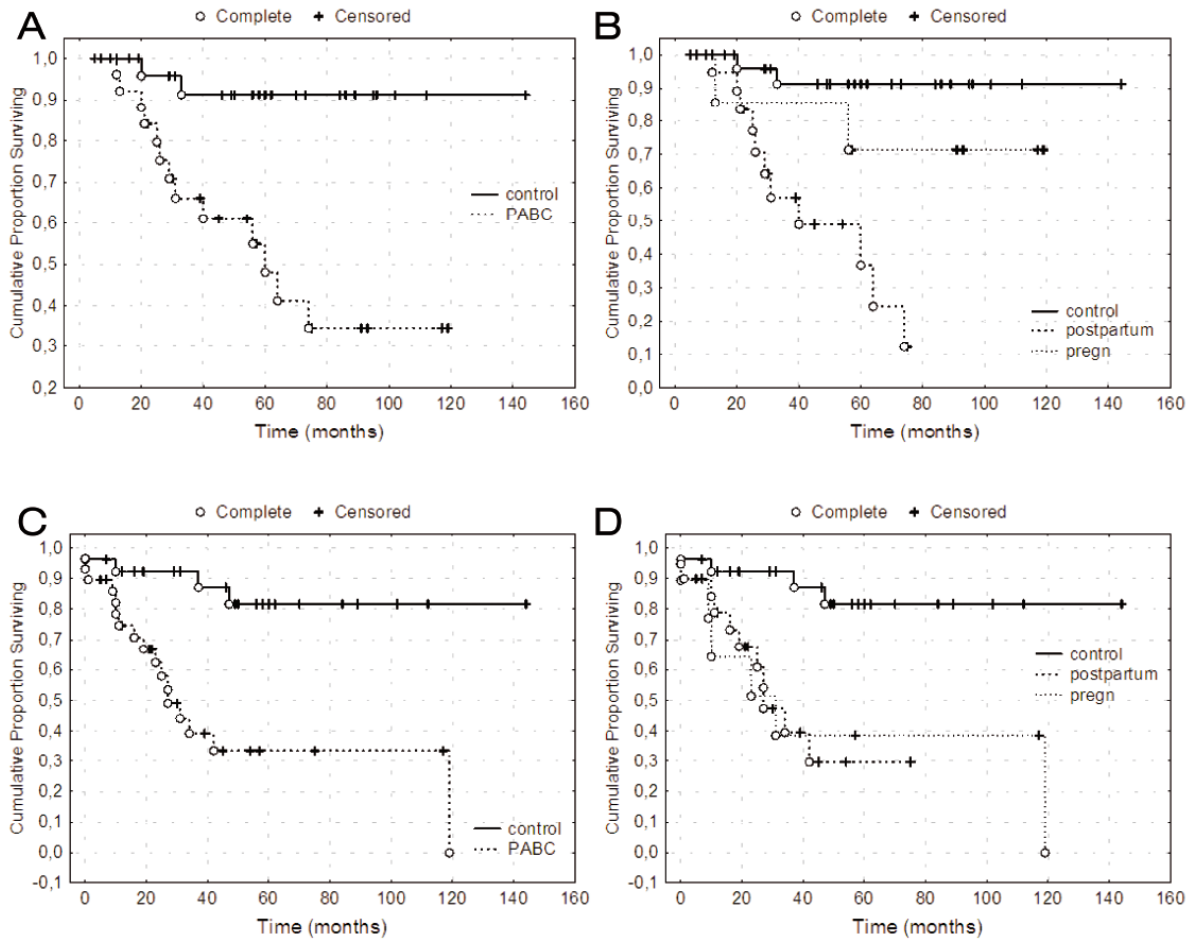 A
Complete Censored
Cumulative Proportion Surviving
1,0
0,9
0,8
0,7
0,6
0,5
0,4
0,3
0,2
control
PABC
0 20 40 60 80 100 120 140 160
Time (months)
B
Complete Censored
Cumulative Proportion Surviving
1,0
0,9
0,8
0,7
0,6
0,5
0,4
0,3
0,2
0,1
0,0
control
postpartum
pregn
0 20 40 60 80 100 120 140 160
Time (months)
C
Complete Censored
Cumulative Proportion Surviving
1,0
0,9
0,8
0,7
0,6
0,5
0,4
0,3
0,2
0,1
0,0
-0,1
control
PABC
0 20 40 60 80 100 120 140 160
Time (months)
D
Complete Censored
Cumulative Proportion Surviving
1,0
0,9
0,8
0,7
0,6
0,5
0,4
0,3
0,2
0,1
0,0
-0,1
control
postpartum
pregn
0 20 40 60 80 100 120 140 160
Time (months)